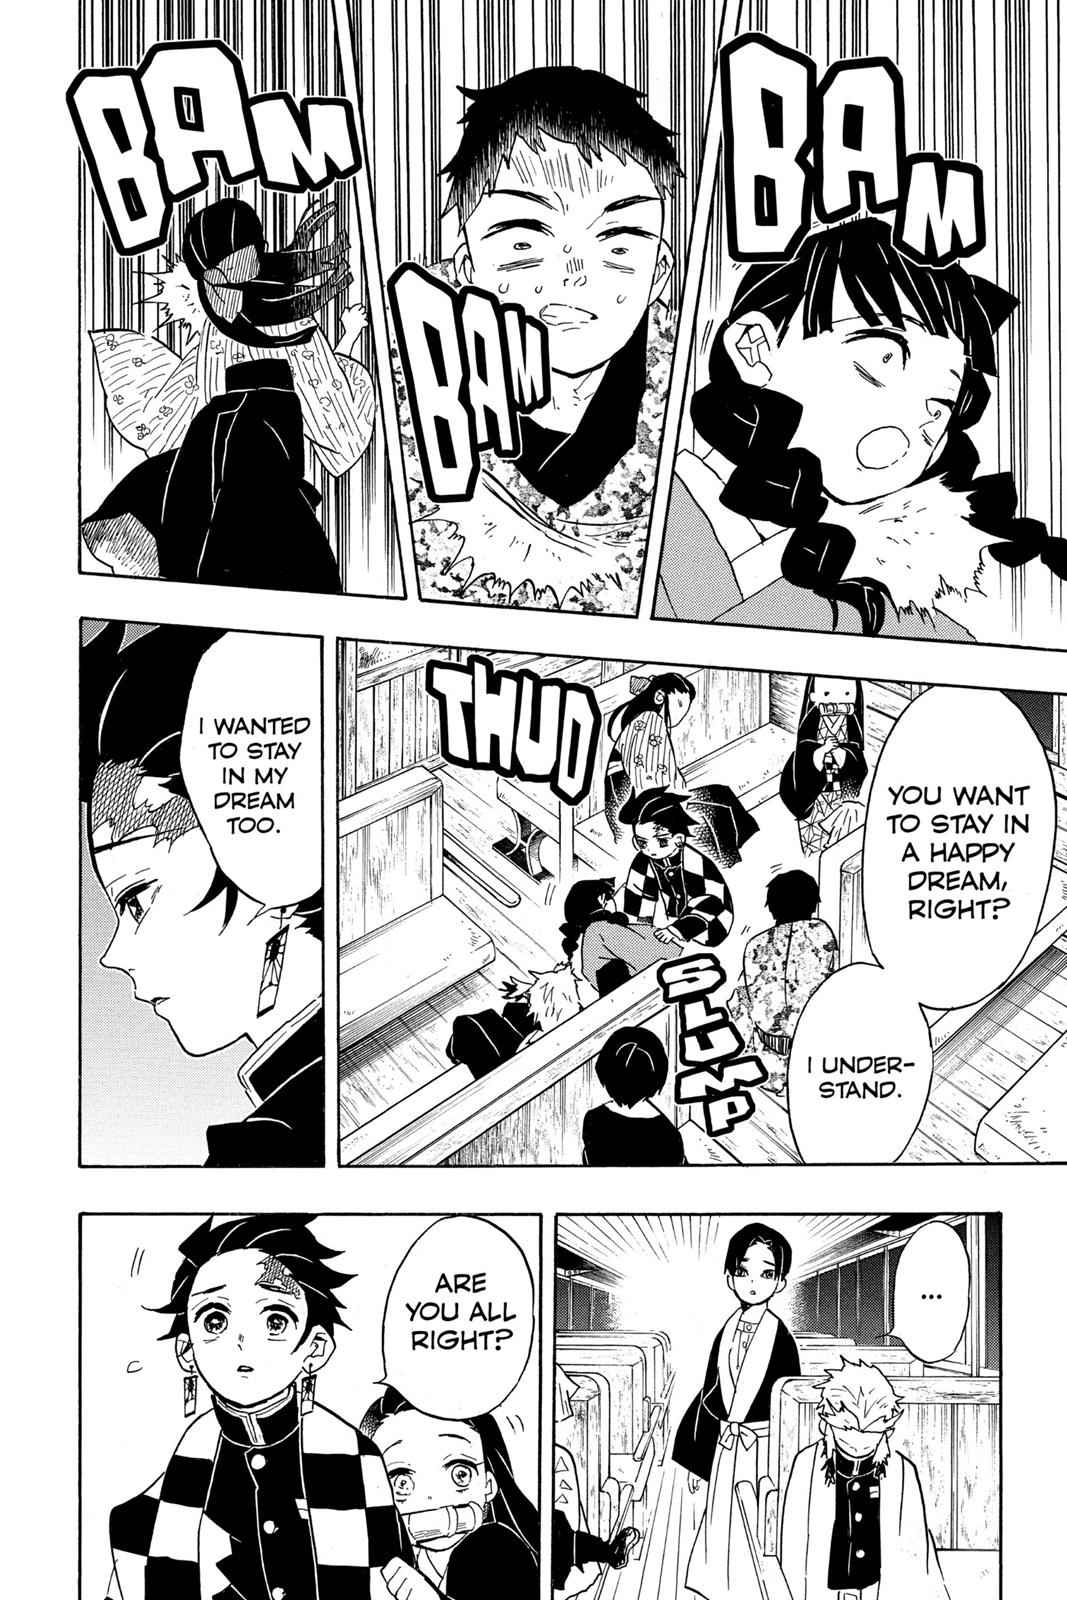 BAM
BAM
BAM
YOU WANT
TO STAY IN
A HAPPY
DREAM,
RIGHT?
I UNDER-
STAND.
THUD
SLUMP
I WANTED
TO STAY
IN MY
DREAM
TOO.
...
ARE
YOU ALL
RIGHT?